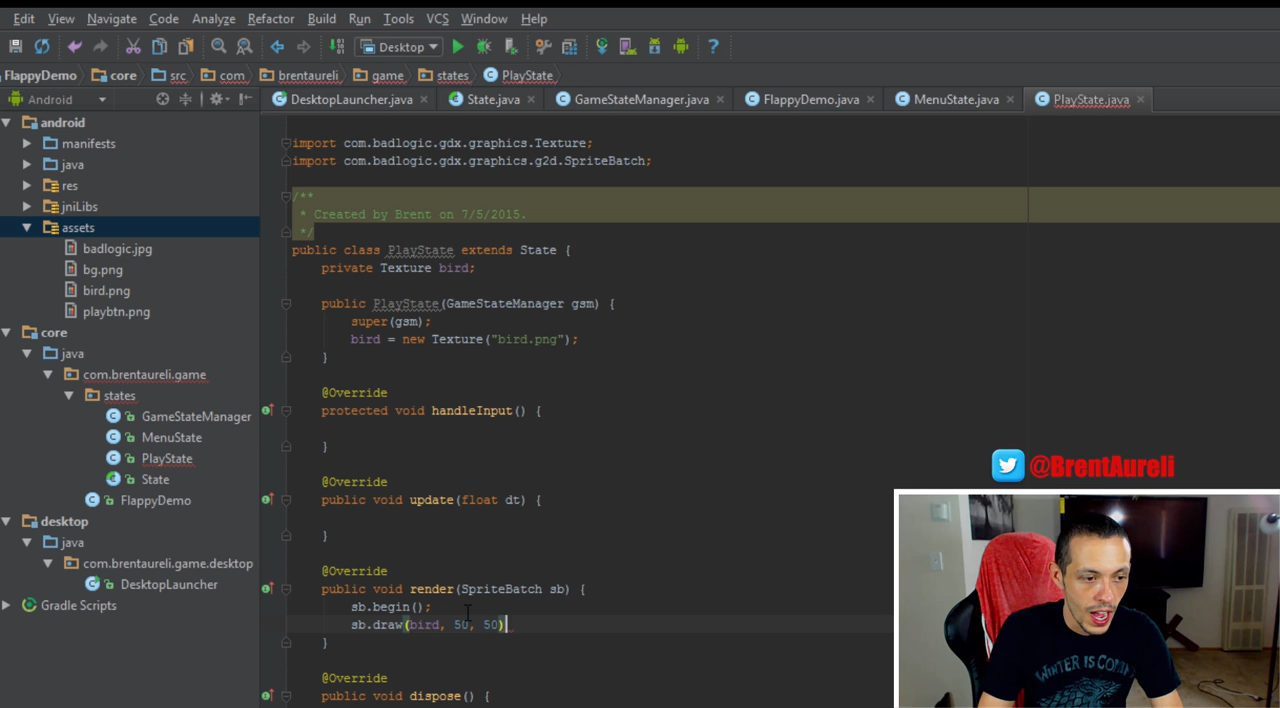 Edit View Navigate Code Analyze Refactor Build Run Tools VCS Window Help
Desktop
FlappyDemo core src com brentaureli game states PlayState
Android
DesktopLauncher.java State.java GameStateManager.java FlappyDemo.java MenuState.java PlayState.java
android
manifests
java
res
jniLibs
assets
badlogic.jpg
bg.png
bird.png
playbtn.png
core
java
com.brentaureli.game
states
GameStateManager
MenuState
PlayState
State
FlappyDemo
desktop
java
com.brentaureli.game.desktop
DesktopLauncher
Gradle Scripts
import com.badlogic.gdx.graphics.Texture;
import com.badlogic.gdx.graphics.g2d.SpriteBatch;
/**
* Created by Brent on 7/5/2015.
*/
public class PlayState extends State {
private Texture bird;
public PlayState(GameStateManager gsm) {
super(gsm);
bird = new Texture("bird.png");
}
@Override
protected void handleInput() {
}
@Override
public void update(float dt) {
}
@Override
public void render(SpriteBatch sb) {
sb.begin();
sb.draw(bird, 50, 50)
}
@Override
public void dispose() {
@BrentAureli
WINTER IS COMING